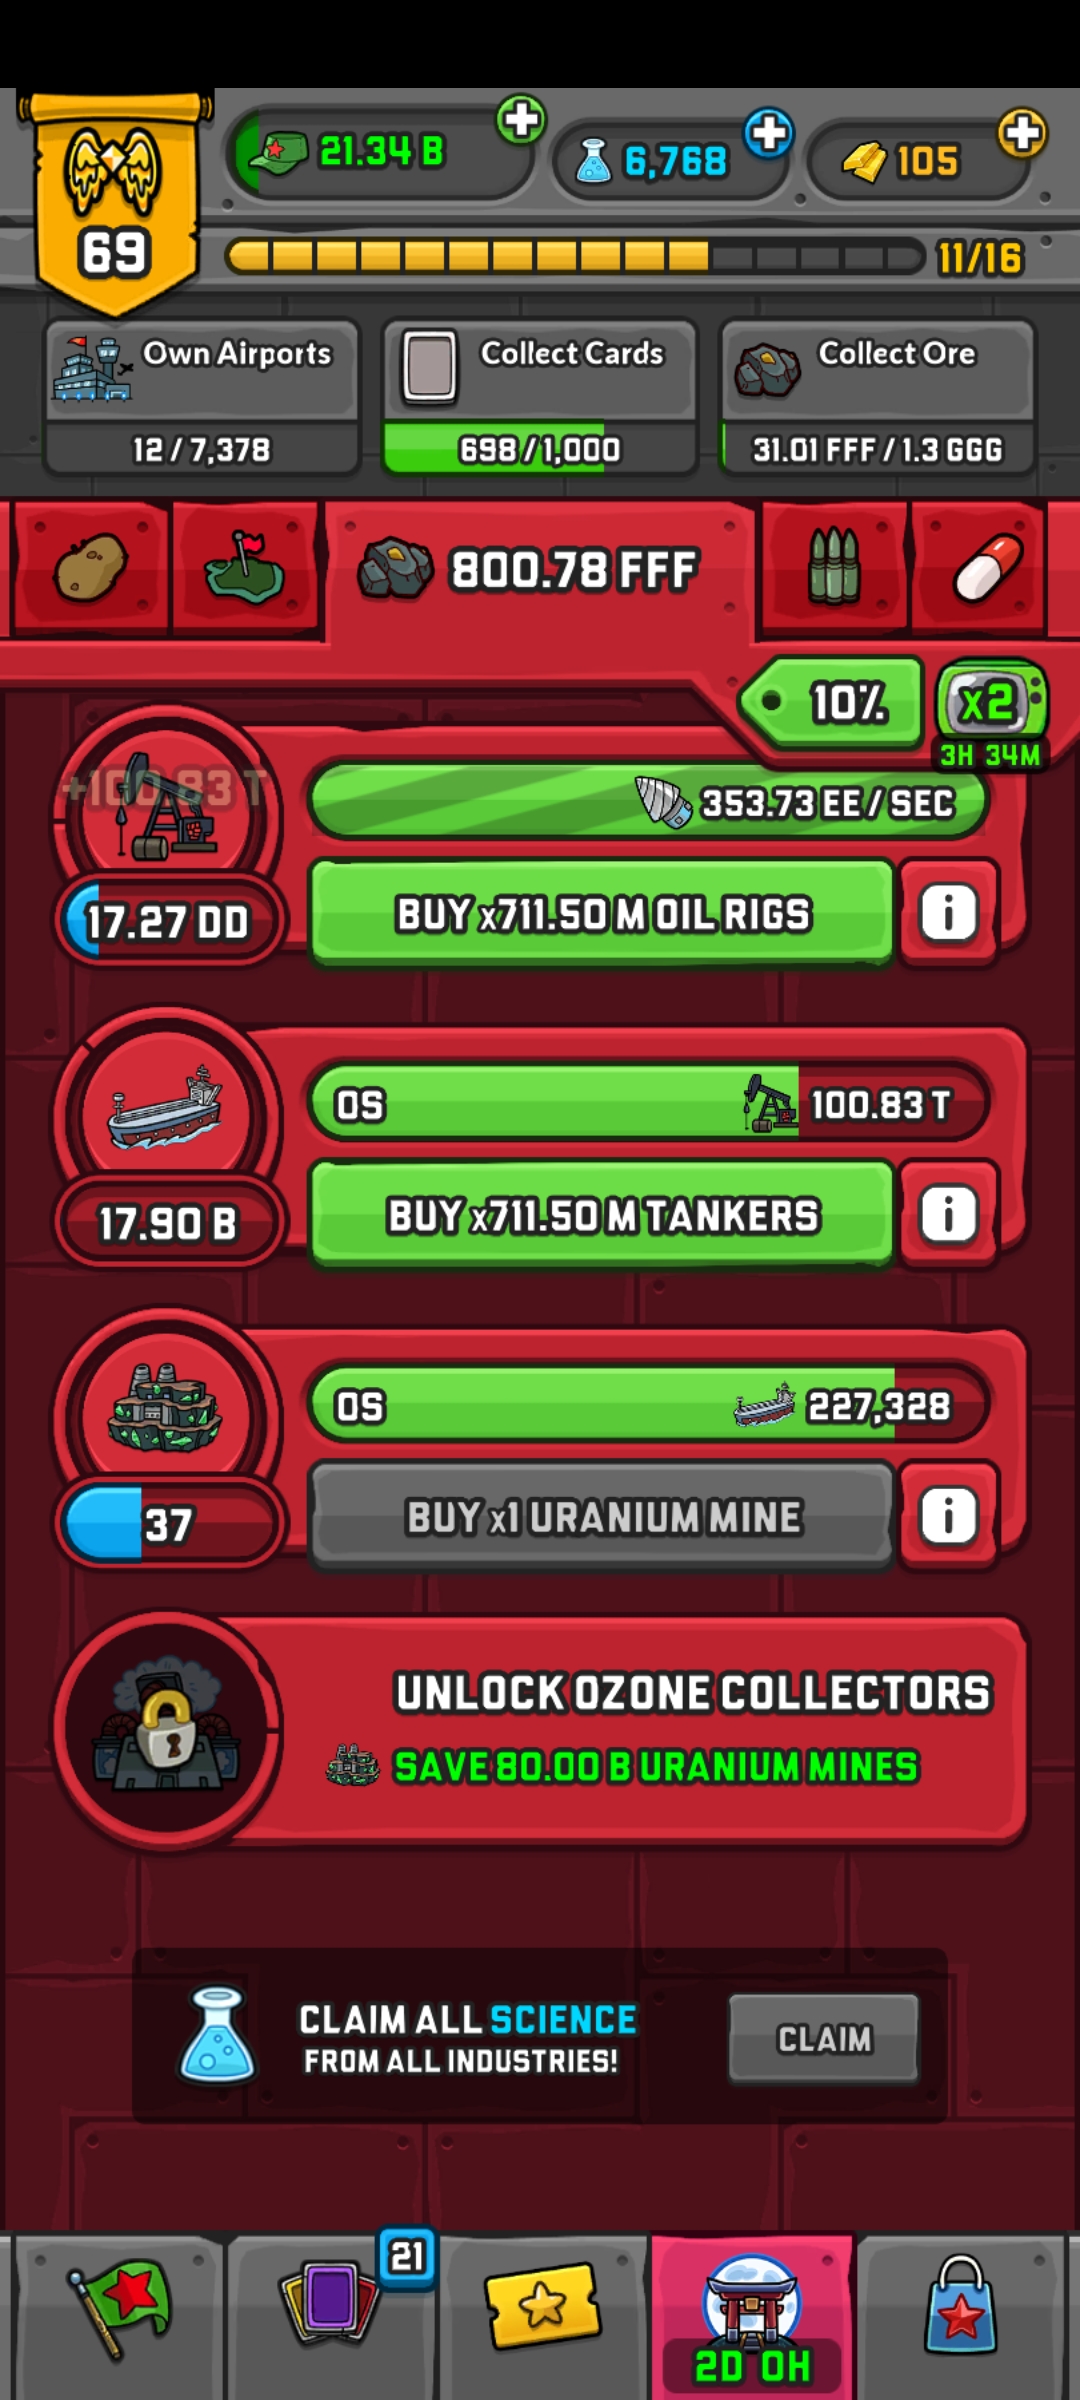 69
21.34 B
6,768
105
11/16
Own Airports
12 / 7,378
Collect Cards
698 / 1,000
Collect Ore
31.01 FFF / 1.3 GGG
800.78 FFF
10%
x2
3H 34M
+100.83 T
353.73 EE / SEC
17.27 DD
BUY x711.50 M OIL RIGS
i
0S
100.83 T
17.90 B
BUY x711.50 M TANKERS
i
0S
227,328
37
BUY x1 URANIUM MINE
i
UNLOCK OZONE COLLECTORS
SAVE 80.00 B URANIUM MINES
CLAIM ALL SCIENCE
FROM ALL INDUSTRIES!
CLAIM
21
2D 0H